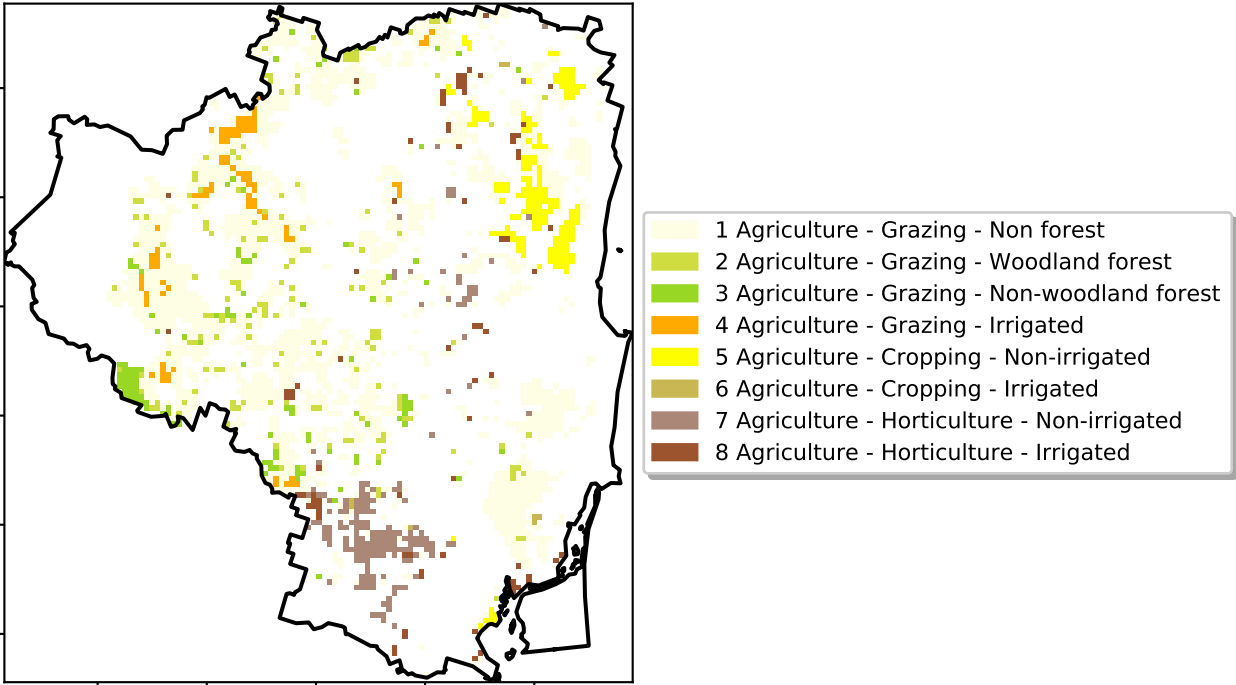 1 Agriculture - Grazing - Non forest
2 Agriculture - Grazing - Woodland forest
3 Agriculture - Grazing - Non-woodland forest
4 Agriculture - Grazing - Irrigated
5 Agriculture - Cropping - Non-irrigated
6 Agriculture - Cropping - Irrigated
7 Agriculture - Horticulture - Non-irrigated
8 Agriculture - Horticulture - Irrigated